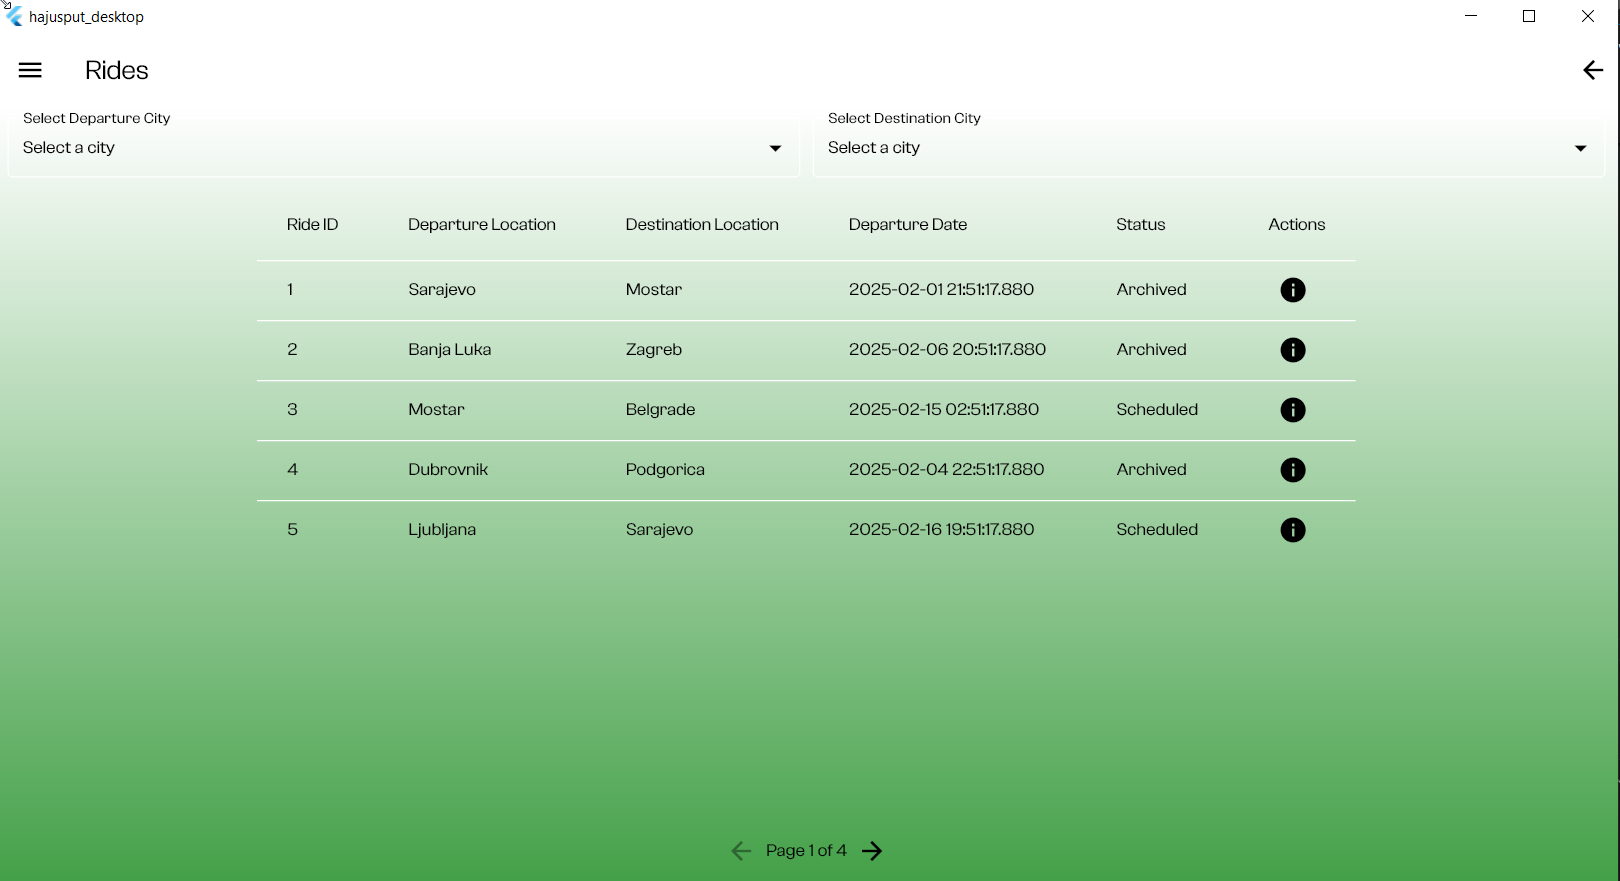 hajusput_desktop
Rides
Select Departure City
Select Destination City
Select a city
Select a city
Ride ID Departure Location Destination Location Departure Date Status Actions
1 Sarajevo Mostar 2025-02-01 21:51:17.880 Archived
2 Banja Luka Zagreb 2025-02-06 20:51:17.880 Archived
3 Mostar Belgrade 2025-02-15 02:51:17.880 Scheduled
4 Dubrovnik Podgorica 2025-02-04 22:51:17.880 Archived
5 Ljubljana Sarajevo 2025-02-16 19:51:17.880 Scheduled
Page 1 of 4